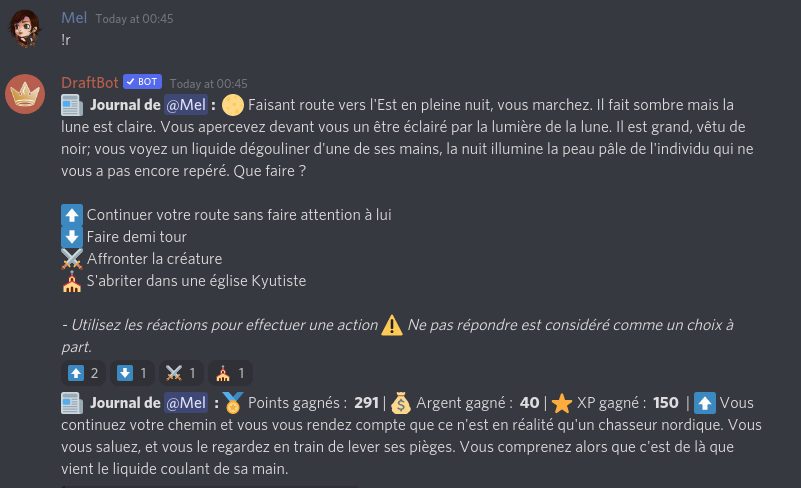 Mel Today at 00:45
!r
DraftBot BOT Today at 00:45
Journal de @Mel : Faisant route vers l'Est en pleine nuit, vous marchez. Il fait sombre mais la
lune est claire. Vous apercevez devant vous un être éclairé par la lumière de la lune. Il est grand, vêtu de
noir; vous voyez un liquide dégouliner d'une de ses mains, la nuit illumine la peau pâle de l'individu qui ne
vous a pas encore repéré. Que faire ?
Continuer votre route sans faire attention à lui
Faire demi tour
Affronter la créature
S'abriter dans une église Kyutiste
- Utilisez les réactions pour effectuer une action Ne pas répondre est considéré comme un choix à
part.
2 1 1 1
Journal de @Mel : Points gagnés : 291 | Argent gagné : 40 | XP gagné : 150 | Vous
continuez votre chemin et vous vous rendez compte que ce n'est en réalité qu'un chasseur nordique. Vous
vous saluez, et vous le regardez en train de lever ses pièges. Vous comprenez alors que c'est de là que
vient le liquide coulant de sa main.